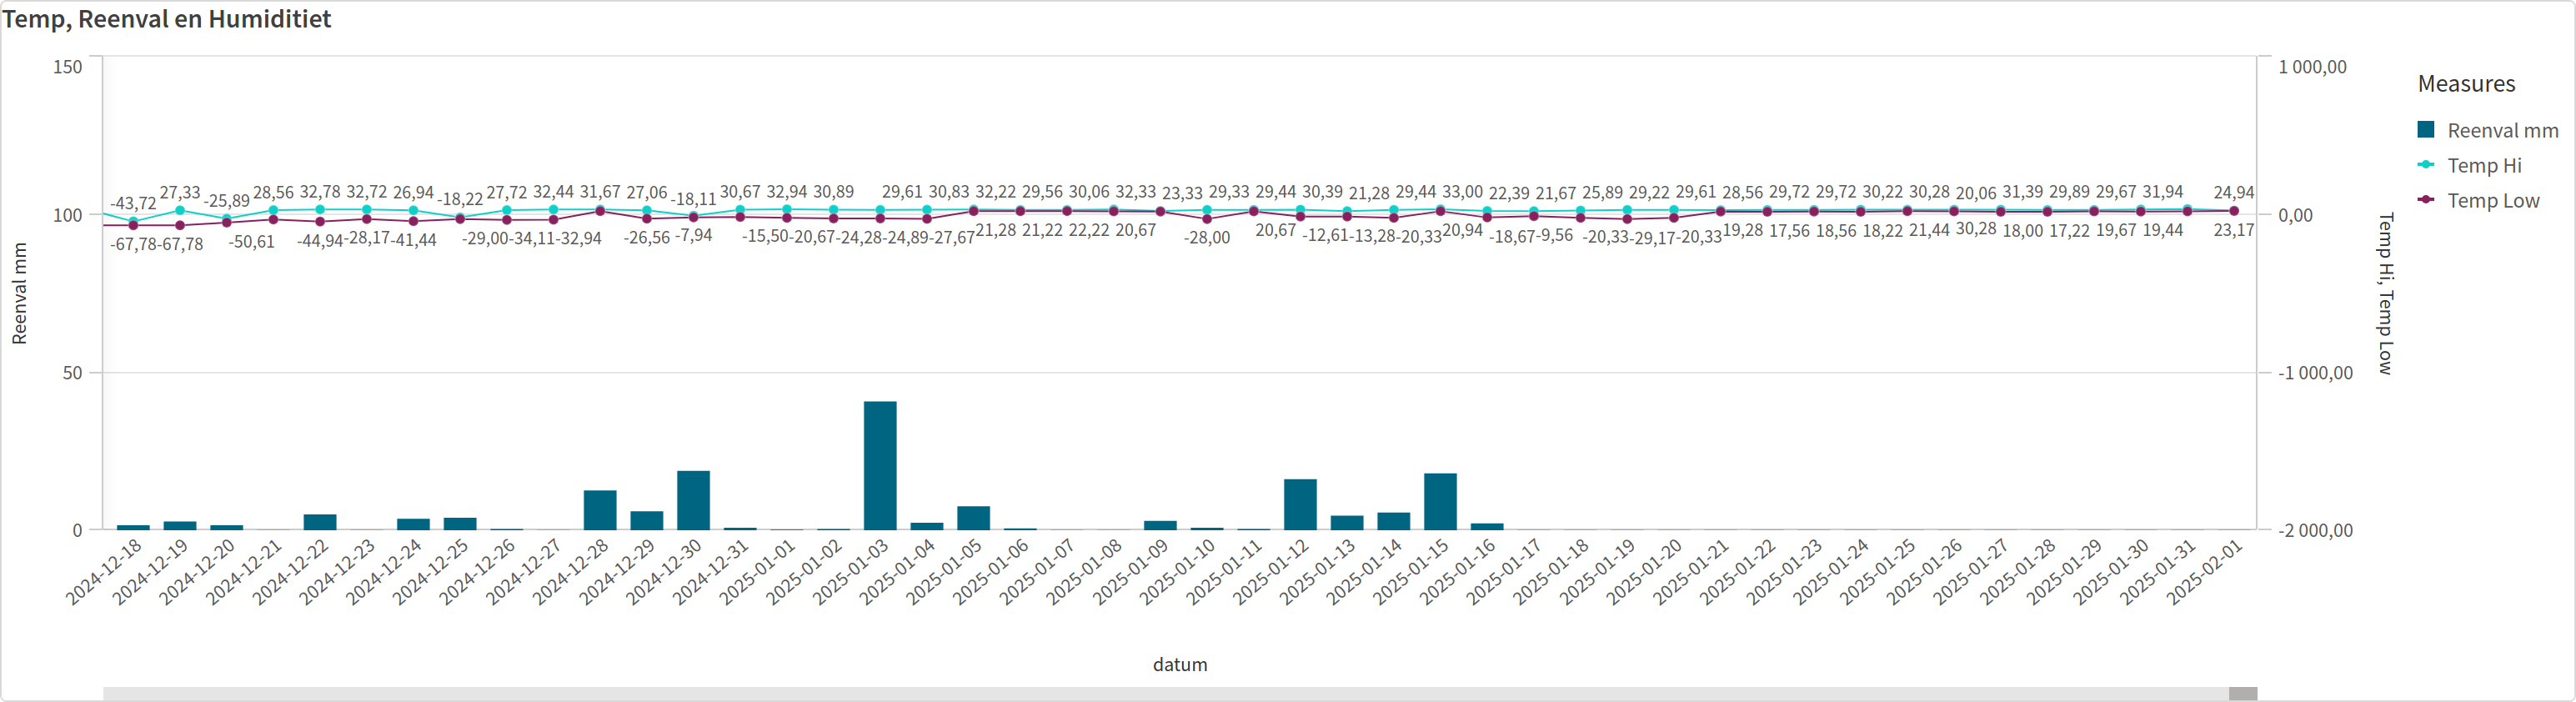 Temp, Reenval en Humiditiet
150
100
50
0
Reenval mm
1 000,00
0,00
-1 000,00
-2 000,00
Temp Hi, Temp Low
Measures
Reenval mm
Temp Hi
Temp Low
-43,72 27,33 -25,89 28,56 32,78 32,72 26,94 -18,22 27,72 32,44 31,67 27,06 -18,11 30,67 32,94 30,89 29,61 30,83 32,22 29,56 30,06 32,33 23,33 29,33 29,44 30,39 21,28 29,44 33,00 22,39 21,67 25,89 29,22 29,61 28,56 29,72 29,72 30,22 30,28 20,06 31,39 29,89 29,67 31,94 24,94
-67,78 -67,78 -50,61 -44,94 -28,17 -41,44 -29,00 -34,11 -32,94 -26,56 -7,94 -15,50 -20,67 -24,28 -24,89 -27,67 21,28 21,22 22,22 20,67 -28,00 20,67 -12,61 -13,28 -20,33 20,94 -18,67 -9,56 -20,33 -29,17 -20,33 19,28 17,56 18,56 18,22 21,44 30,28 18,00 17,22 19,67 19,44 23,17
2024-12-18 2024-12-19 2024-12-20 2024-12-21 2024-12-22 2024-12-23 2024-12-24 2024-12-25 2024-12-26 2024-12-27 2024-12-28 2024-12-29 2024-12-30 2024-12-31 2025-01-01 2025-01-02 2025-01-03 2025-01-04 2025-01-05 2025-01-06 2025-01-07 2025-01-08 2025-01-09 2025-01-10 2025-01-11 2025-01-12 2025-01-13 2025-01-14 2025-01-15 2025-01-16 2025-01-17 2025-01-18 2025-01-19 2025-01-20 2025-01-21 2025-01-22 2025-01-23 2025-01-24 2025-01-25 2025-01-26 2025-01-27 2025-01-28 2025-01-29 2025-01-30 2025-01-31 2025-02-01
datum